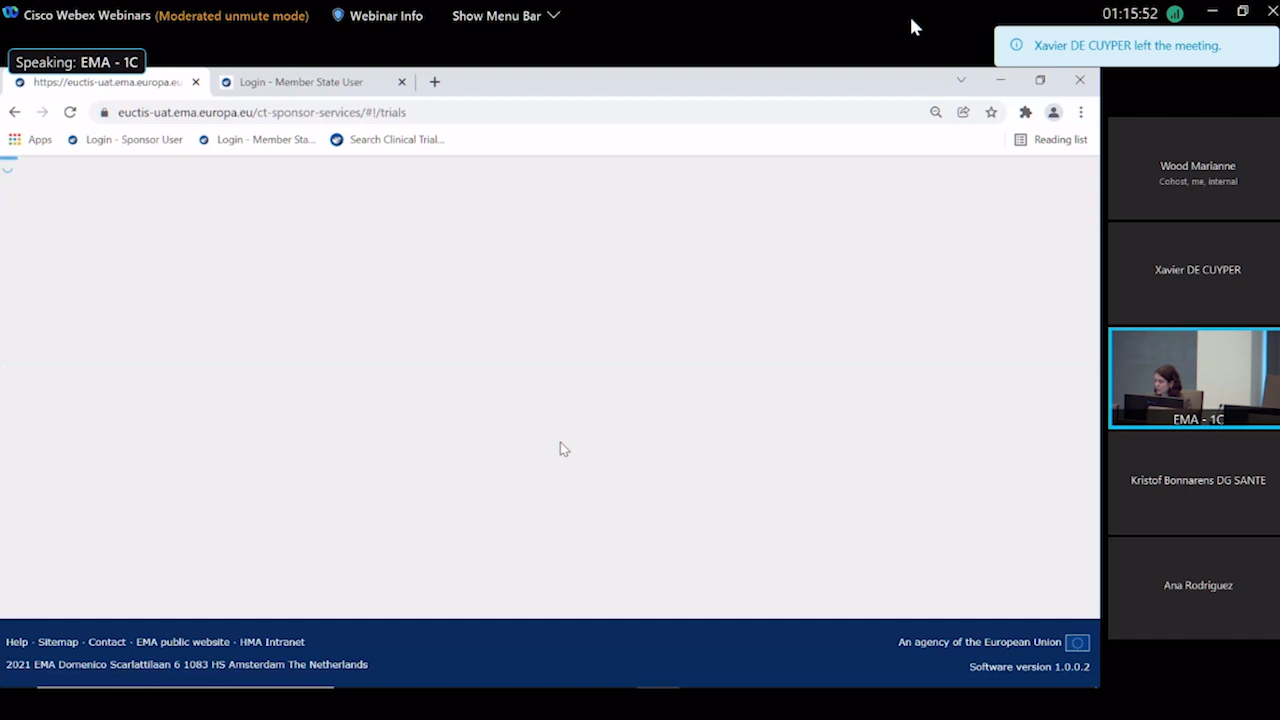 Cisco Webex Webinars (Moderated unmute mode) Webinar Info Show Menu Bar 01:15:52
Xavier DE CUYPER left the meeting.
Speaking: EMA - 1C
https://euctis-uat.ema.europa.eu Login - Member State User
euctis-uat.ema.europa.eu/ct-sponsor-services/#!/trials
Apps Login - Sponsor User Login - Member Sta... Search Clinical Trial... Reading list
Wood Marianne
Cohost, me, internal
Xavier DE CUYPER
EMA - 1C
Kristof Bonnarens DG SANTE
Ana Rodriguez
Help - Sitemap - Contact - EMA public website - HMA Intranet
An agency of the European Union
2021 EMA Domenico Scarlattilaan 6 1083 HS Amsterdam The Netherlands
Software version 1.0.0.2